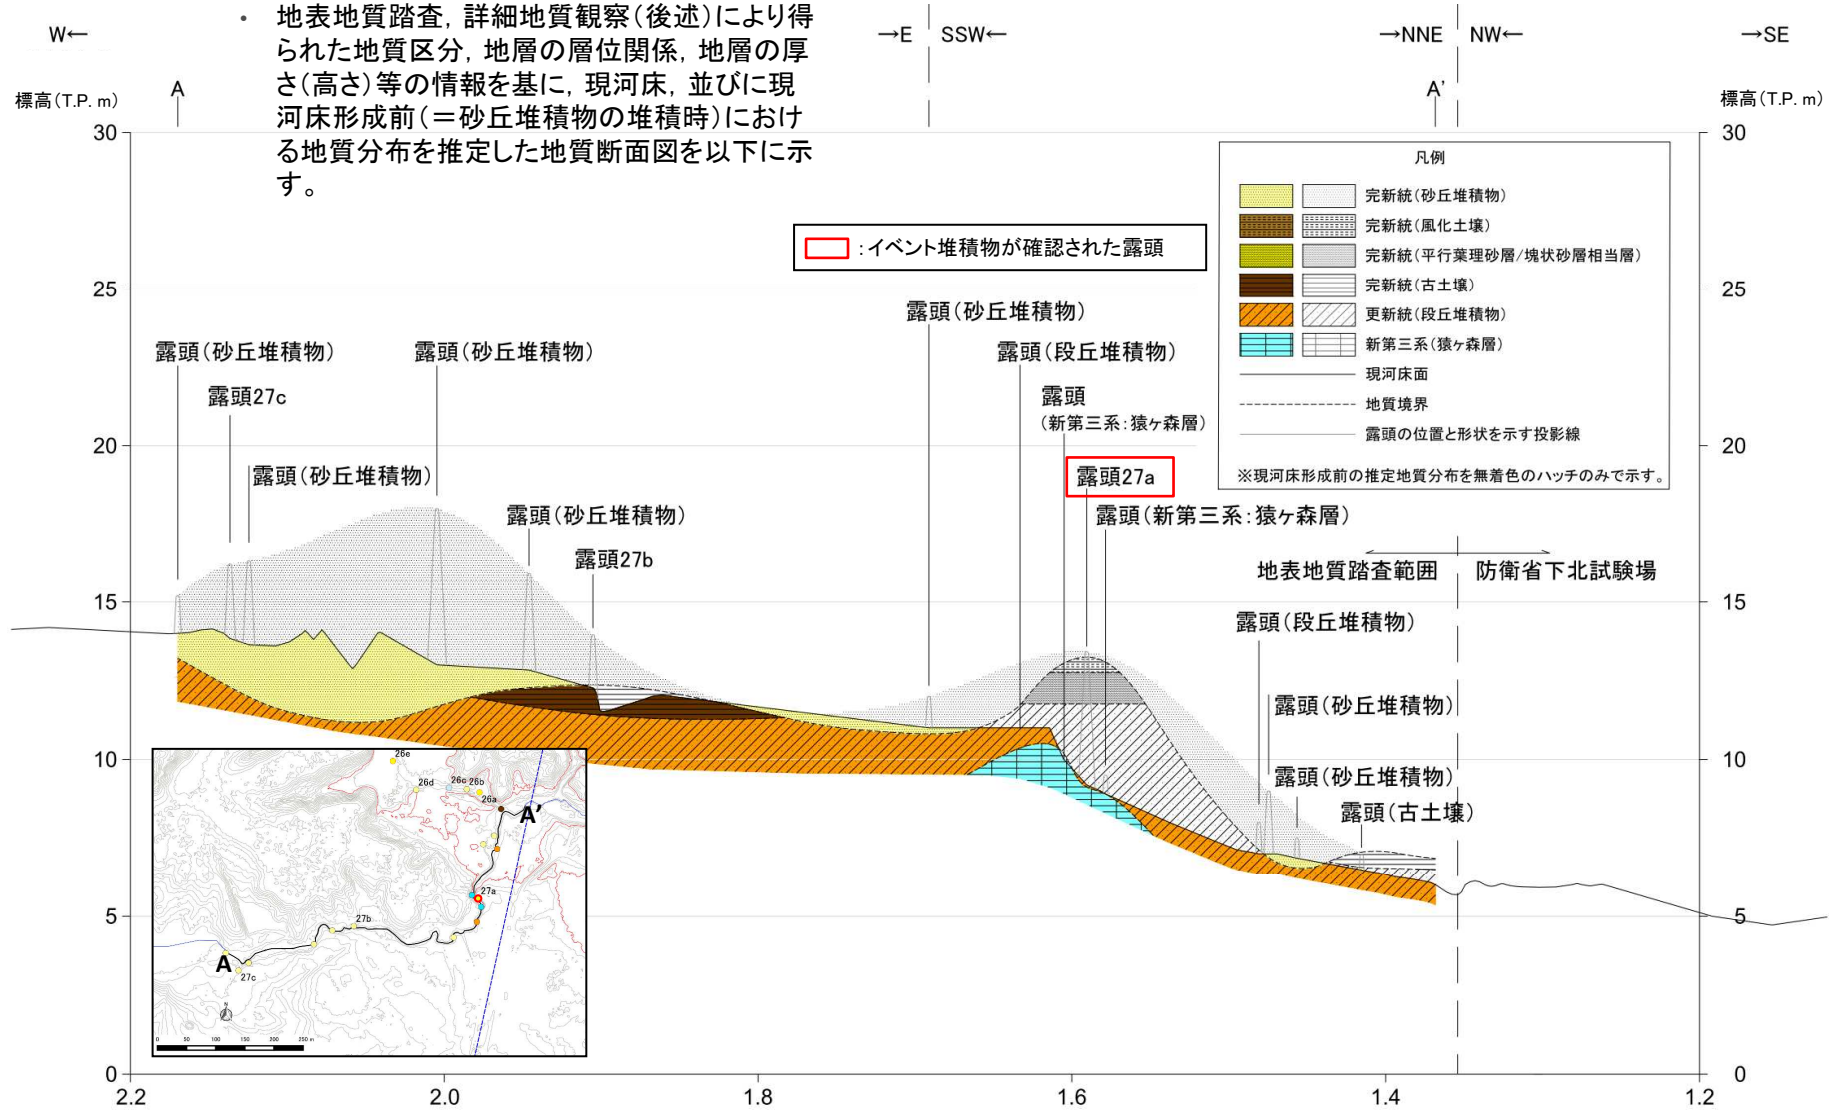 ・ 地表地質踏査，詳細地質観察（後述）により得
られた地質区分，地層の層位関係，地層の厚
さ（高さ）等の情報を基に，現河床，並びに現
河床形成前（＝砂丘堆積物の堆積時）におけ
る地質分布を推定した地質断面図を以下に示
す。
W←
→E
SSW←
→NNE
NW←
→SE
標高（T.P. m）
A
A’
標高（T.P. m）
30
25
20
15
10
5
0
30
25
20
15
10
5
0
2.2
2.0
1.8
1.6
1.4
1.2
：イベント堆積物が確認された露頭
凡例
完新統（砂丘堆積物）
完新統（風化土壌）
完新統（平行葉理砂層/塊状砂層相当層）
完新統（古土壌）
更新統（段丘堆積物）
新第三系（猿ヶ森層）
現河床面
地質境界
露頭の位置と形状を示す投影線
※現河床形成前の推定地質分布を無着色のハッチのみで示す。
露頭（砂丘堆積物）
露頭27c
露頭（砂丘堆積物）
露頭（砂丘堆積物）
露頭（砂丘堆積物）
露頭27b
露頭（砂丘堆積物）
露頭（段丘堆積物）
露頭
（新第三系：猿ヶ森層）
露頭27a
露頭（新第三系：猿ヶ森層）
地表地質踏査範囲
防衛省下北試験場
露頭（段丘堆積物）
露頭（砂丘堆積物）
露頭（砂丘堆積物）
露頭（古土壌）
26e
26d
26c
26b
26a
A’
27a
27b
A
27c
N
0 50 100 150 200 250 m